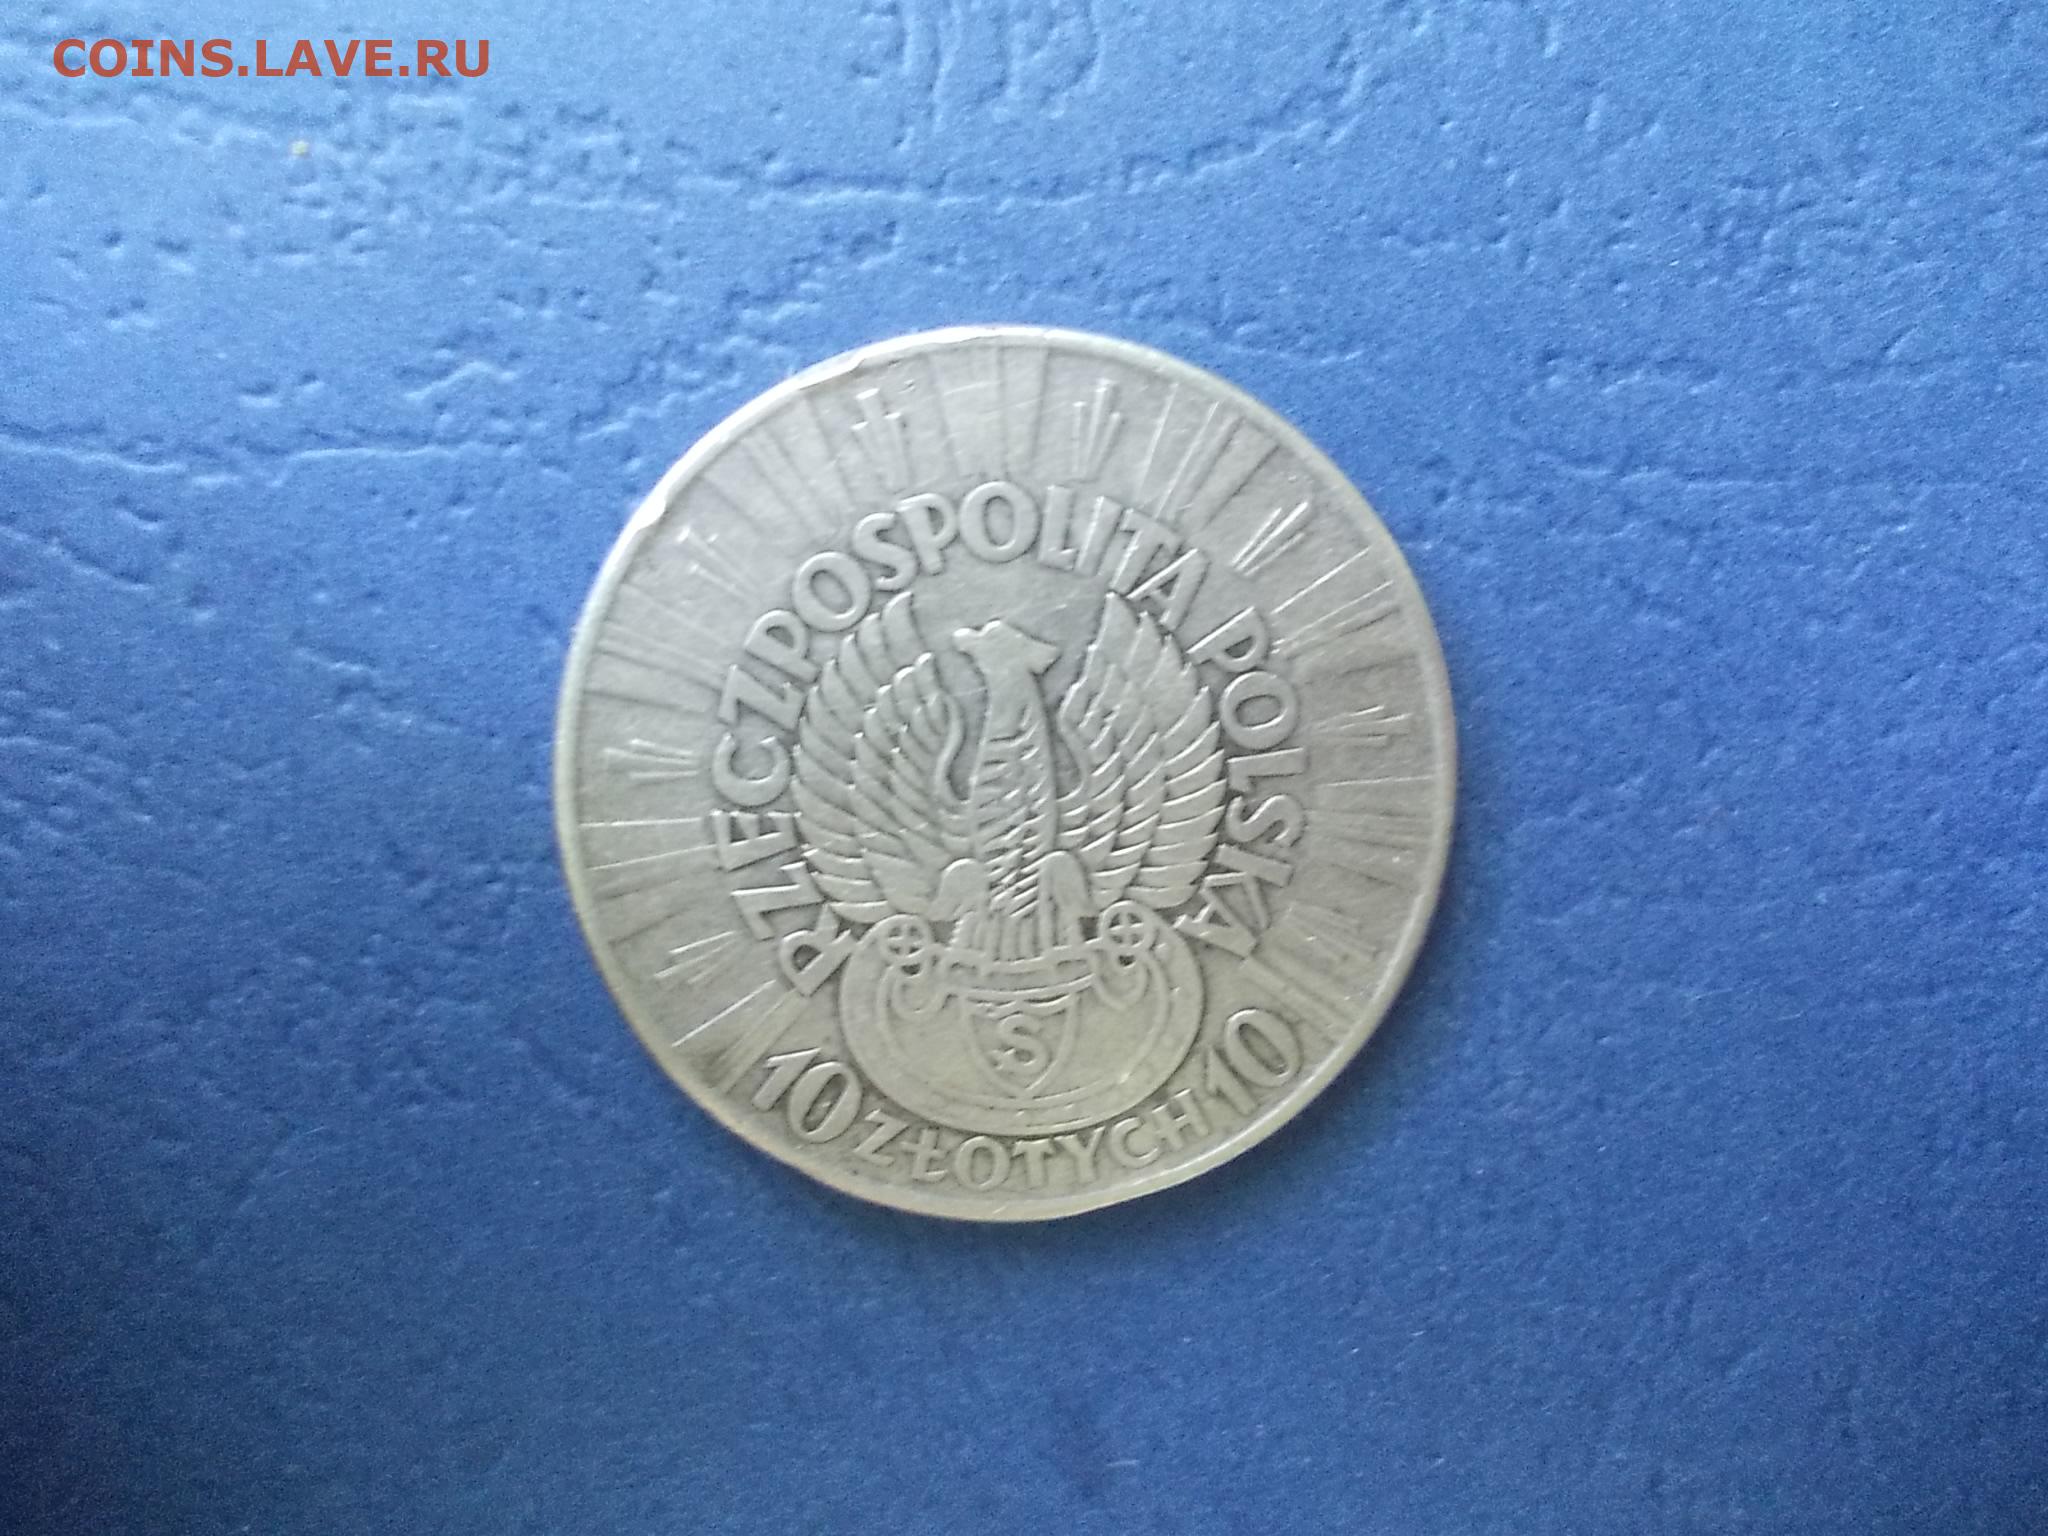 COINS.LAVE.RU
RZECZPOSPOLITA POLSKA
S
10 ZŁOTYCH 10